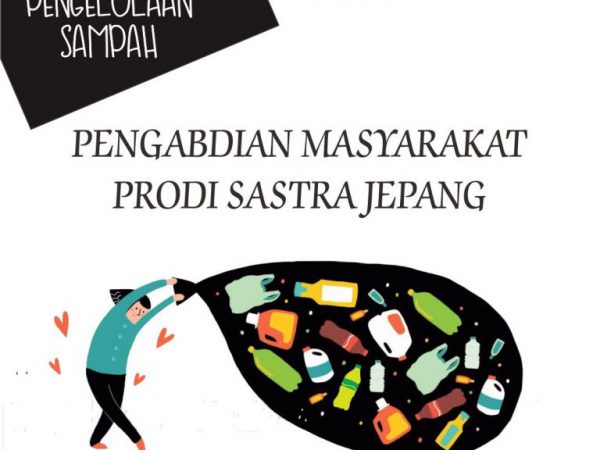 PENGELOLAAN
SAMPAH
PENGABDIAN MASYARAKAT
PRODI SASTRA JEPANG